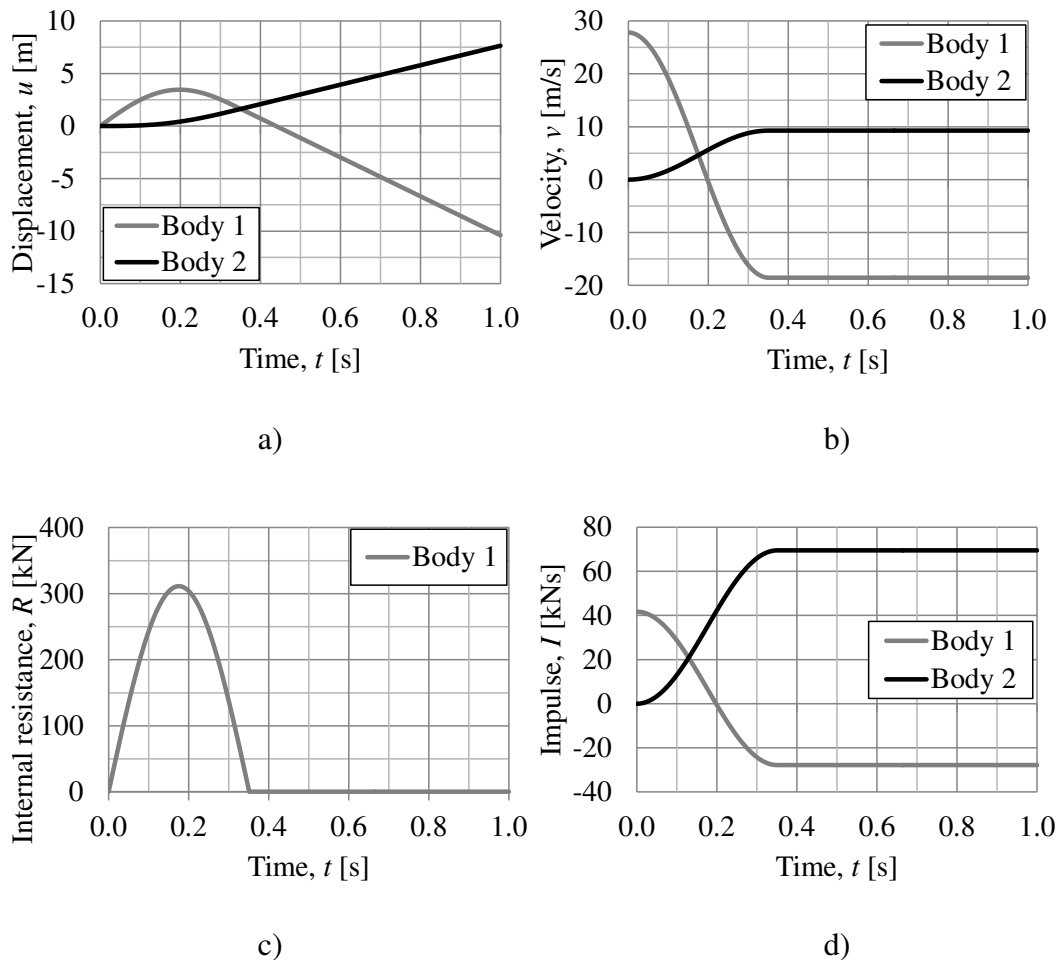 Displacement, u [m]
10
5
0
-5
-10
-15
Body 1
Body 2
0.0 0.2 0.4 0.6 0.8 1.0
Time, t [s]
a)
Velocity, v [m/s]
30
20
10
0
-10
-20
Body 1
Body 2
0.0 0.2 0.4 0.6 0.8 1.0
Time, t [s]
b)
Internal resistance, R [kN]
400
300
200
100
0
Body 1
0.0 0.2 0.4 0.6 0.8 1.0
Time, t [s]
c)
Impulse, I [kNs]
80
60
40
20
0
-20
-40
Body 1
Body 2
0.0 0.2 0.4 0.6 0.8 1.0
Time, t [s]
d)